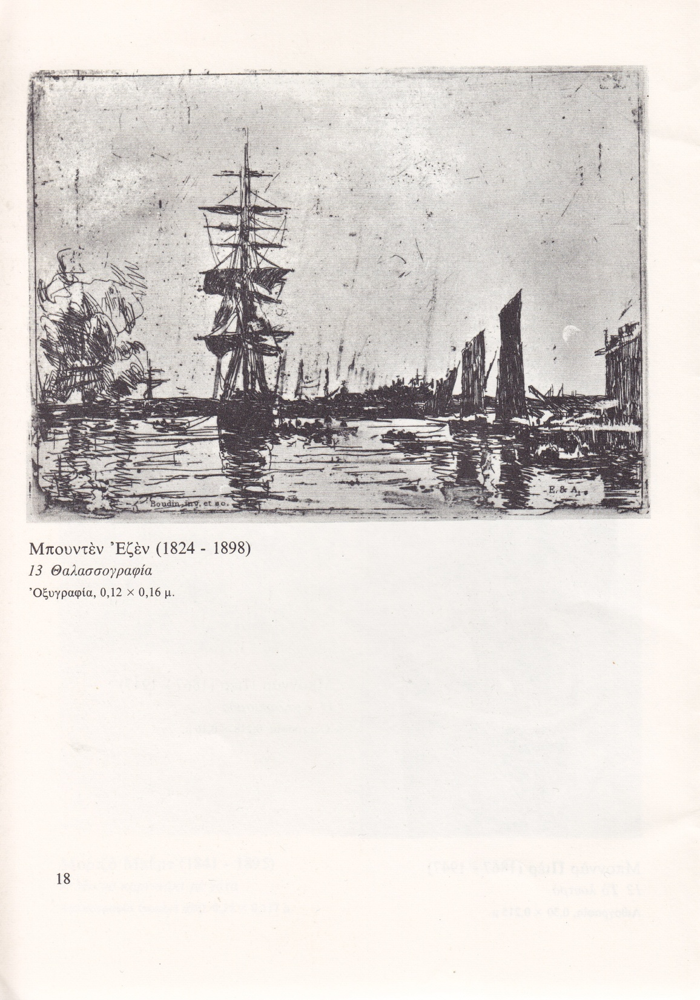 Boudin, inv. et sc.
E. & A.
Μπουντὲν Ἐζὲν (1824 - 1898)
13 Θαλασσογραφία
Ὀξυγραφία, 0,12 × 0,16 μ.
18